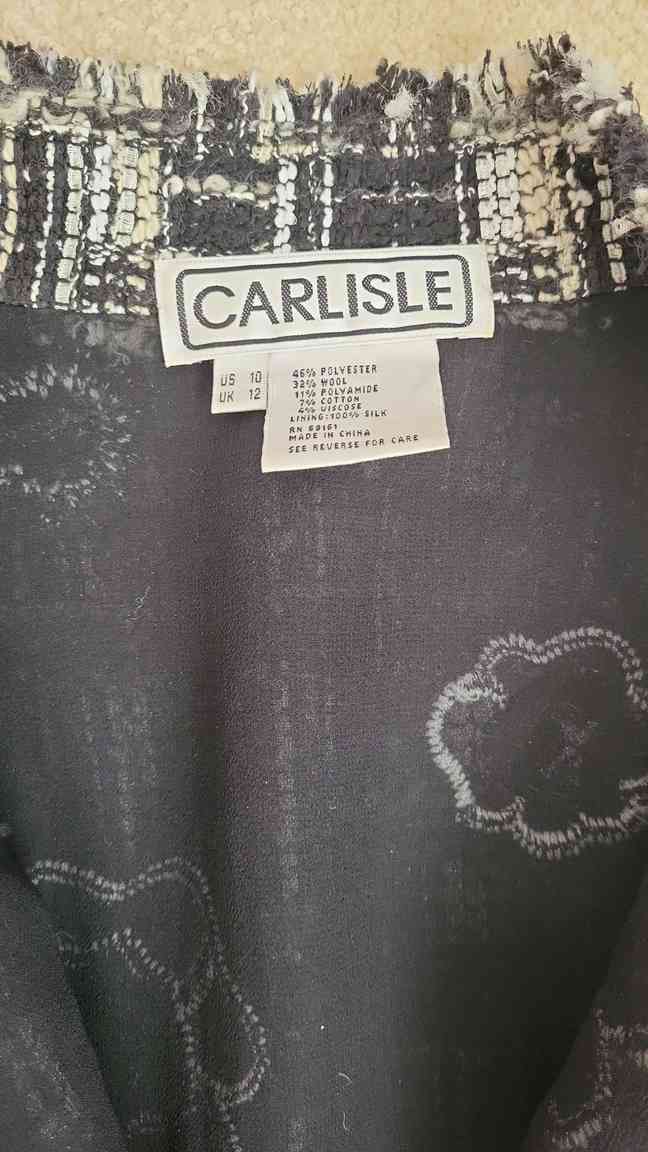 CARLISLE
US 10
UK 12
46% POLYESTER
32% WOOL
11% POLYAMIDE
7% COTTON
4% VISCOSE
LINING:100% SILK
RN 69161
MADE IN CHINA
SEE REVERSE FOR CARE